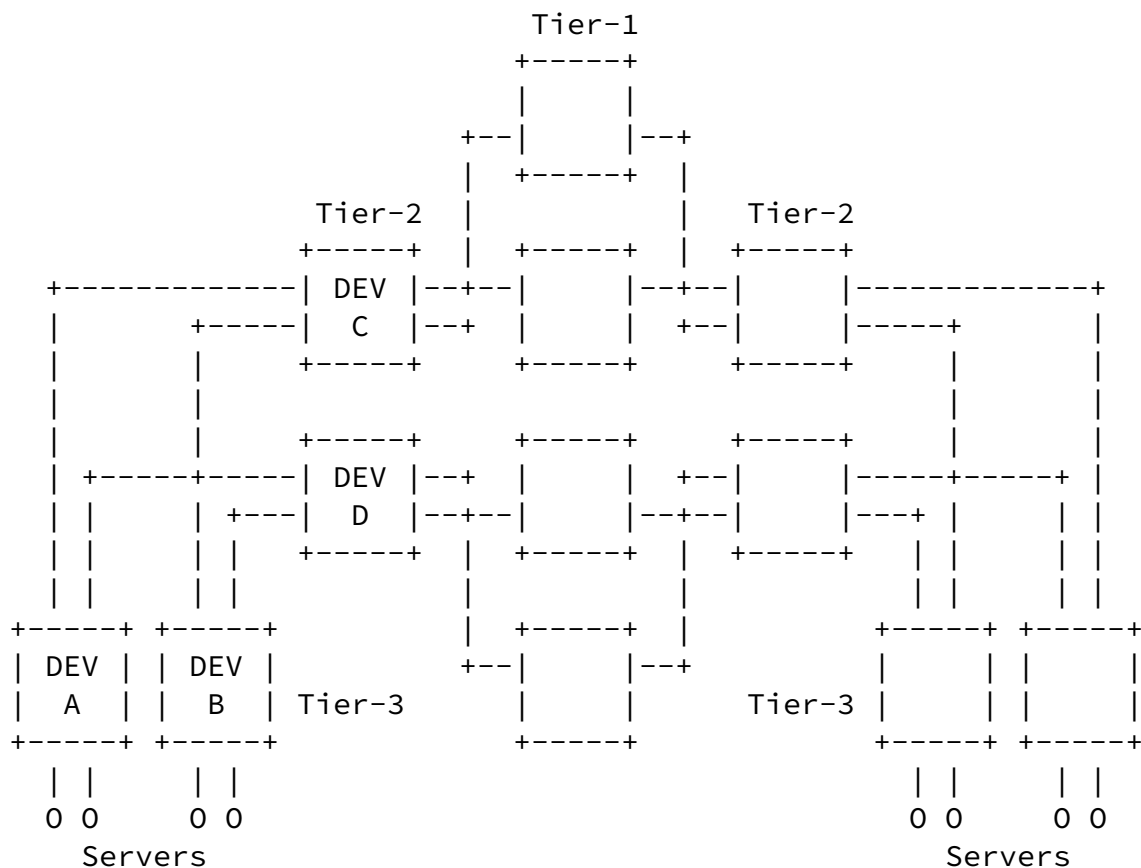 Tier-1
Tier-2 Tier-2
DEV
C
DEV
D
DEV DEV
A B Tier-3 Tier-3
O O O O O O O O
Servers Servers